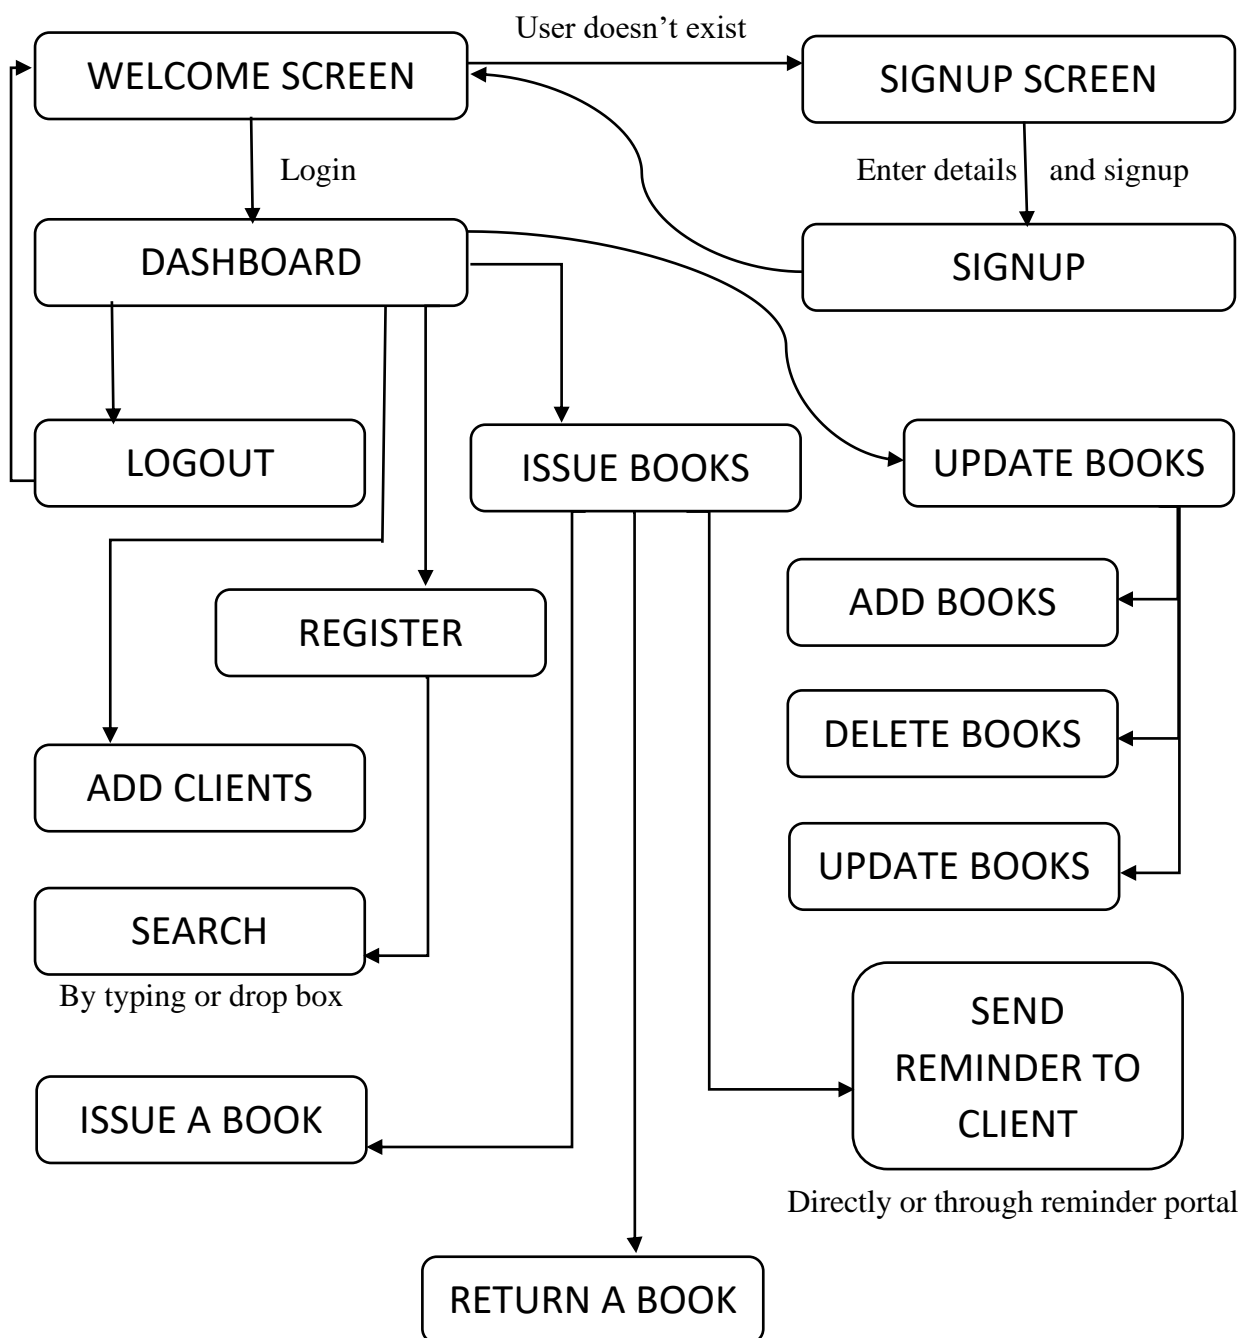 User doesn’t exist
WELCOME SCREEN
SIGNUP SCREEN
Login
Enter details and signup
DASHBOARD
SIGNUP
LOGOUT
ISSUE BOOKS
UPDATE BOOKS
ADD BOOKS
REGISTER
DELETE BOOKS
ADD CLIENTS
UPDATE BOOKS
SEARCH
By typing or drop box
SEND
REMINDER TO
CLIENT
ISSUE A BOOK
Directly or through reminder portal
RETURN A BOOK